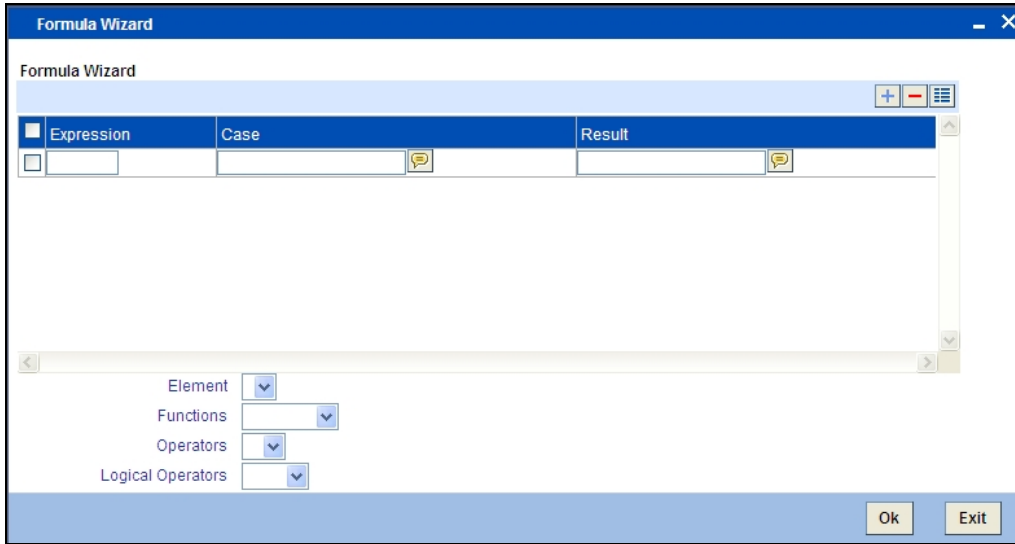 Formula Wizard
Formula Wizard
Expression Case Result
Element
Functions
Operators
Logical Operators
Ok Exit